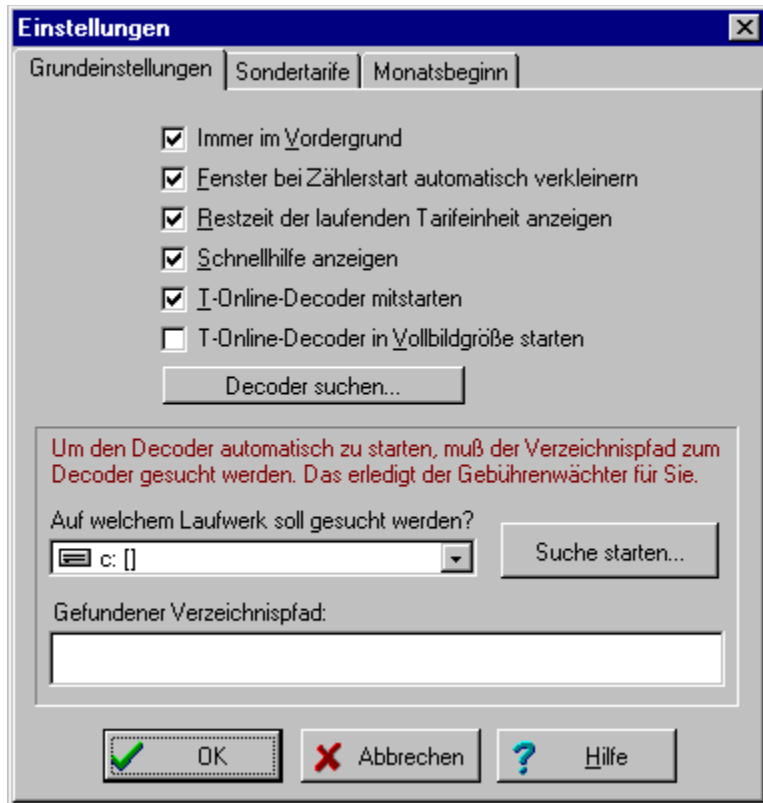 Einstellungen
Grundeinstellungen Sondertarife Monatsbeginn
Immer im Vordergrund
Fenster bei Zählerstart automatisch verkleinern
Restzeit der laufenden Tarifeinheit anzeigen
Schnellhilfe anzeigen
T-Online-Decoder mitstarten
T-Online-Decoder in Vollbildgröße starten
Decoder suchen...
Um den Decoder automatisch zu starten, muß der Verzeichnispfad zum
Decoder gesucht werden. Das erledigt der Gebührenwächter für Sie.
Auf welchem Laufwerk soll gesucht werden?
c: []
Suche starten...
Gefundener Verzeichnispfad:
OK Abbrechen Hilfe